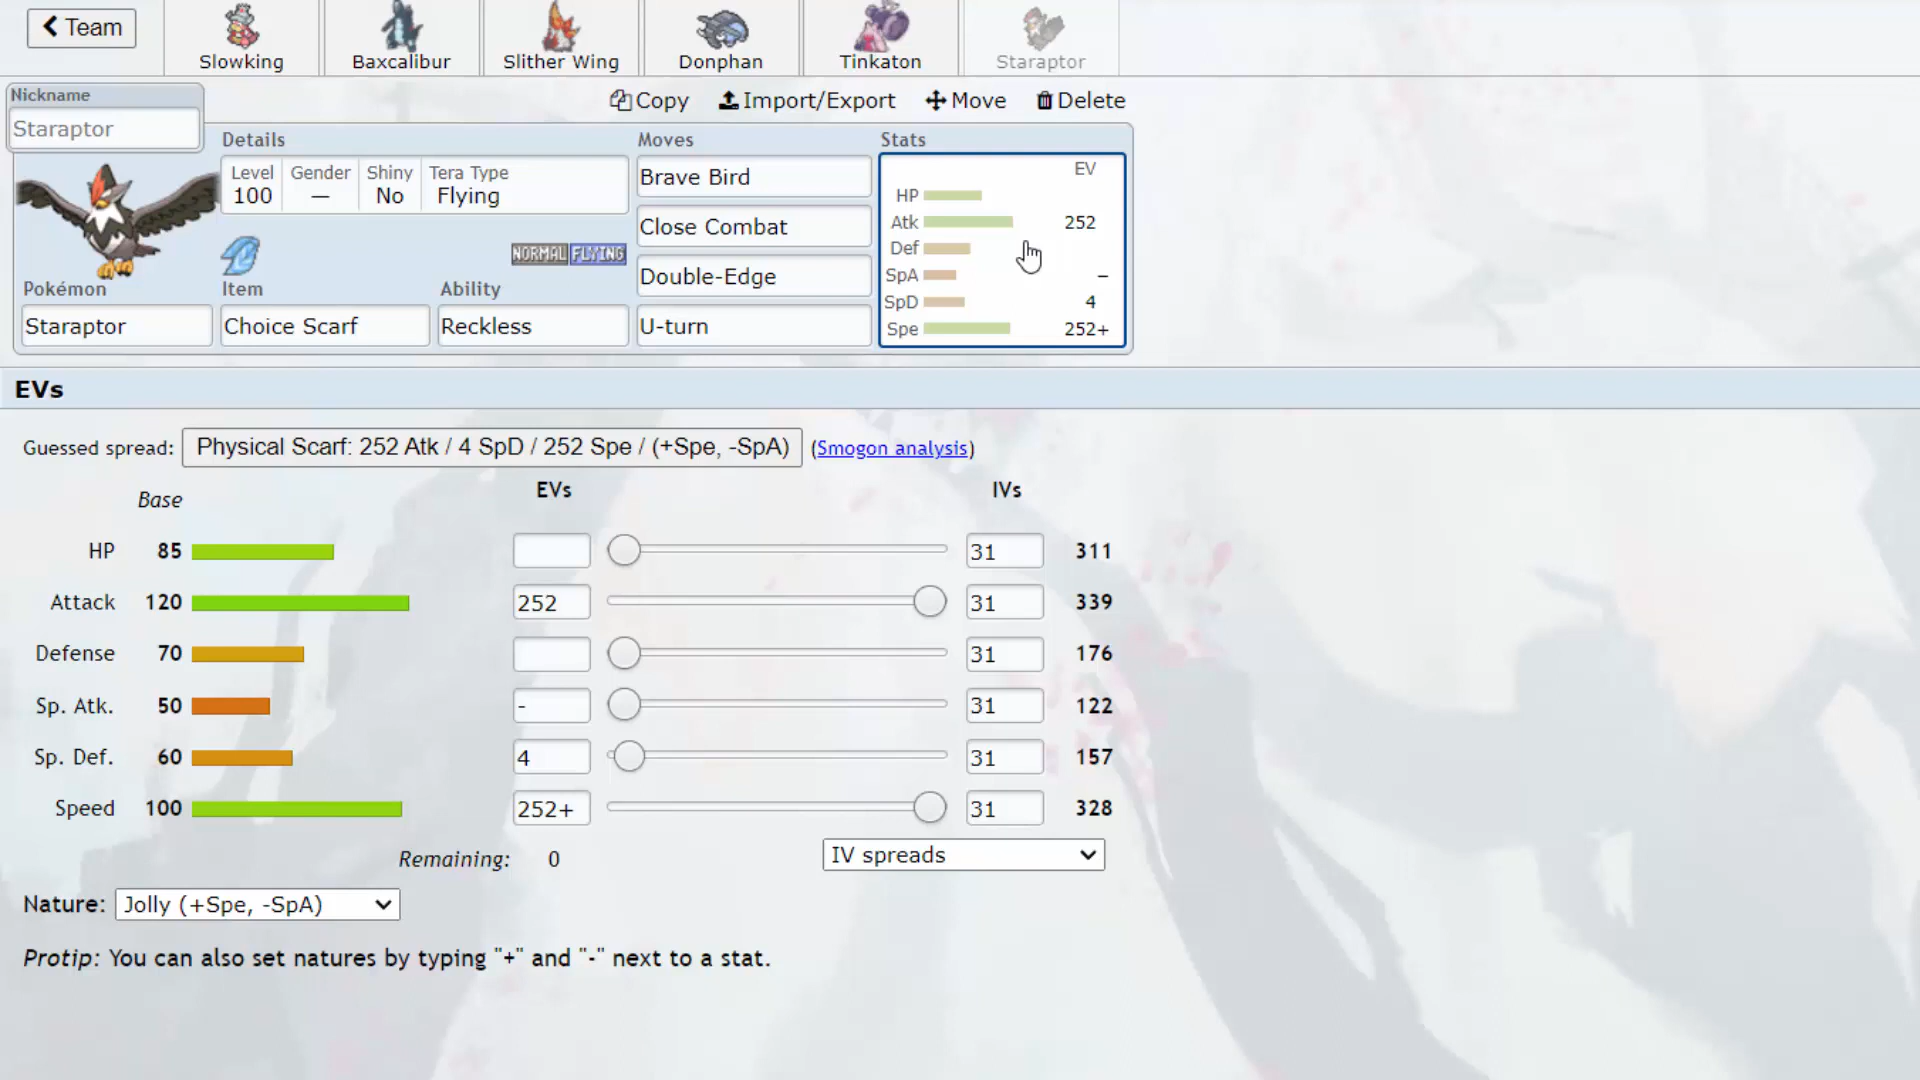 Team
Slowking
Baxcalibur
Slither Wing
Donphan
Tinkaton
Staraptor
Copy
Import/Export
Move
Delete
Nickname
Staraptor
Details
Moves
Stats
Level
100
Gender
—
Shiny
No
Tera Type
Flying
NORMAL FLYING
Pokémon
Staraptor
Item
Choice Scarf
Ability
Reckless
Brave Bird
Close Combat
Double-Edge
U-turn
EV
HP
Atk 252
Def
SpA –
SpD 4
Spe 252+
EVs
Guessed spread: Physical Scarf: 252 Atk / 4 SpD / 252 Spe / (+Spe, -SpA) (Smogon analysis)
Base EVs IVs
HP 85 31 311
Attack 120 252 31 339
Defense 70 31 176
Sp. Atk. 50 - 31 122
Sp. Def. 60 4 31 157
Speed 100 252+ 31 328
Remaining: 0 IV spreads
Nature: Jolly (+Spe, -SpA)
Protip: You can also set natures by typing "+" and "-" next to a stat.